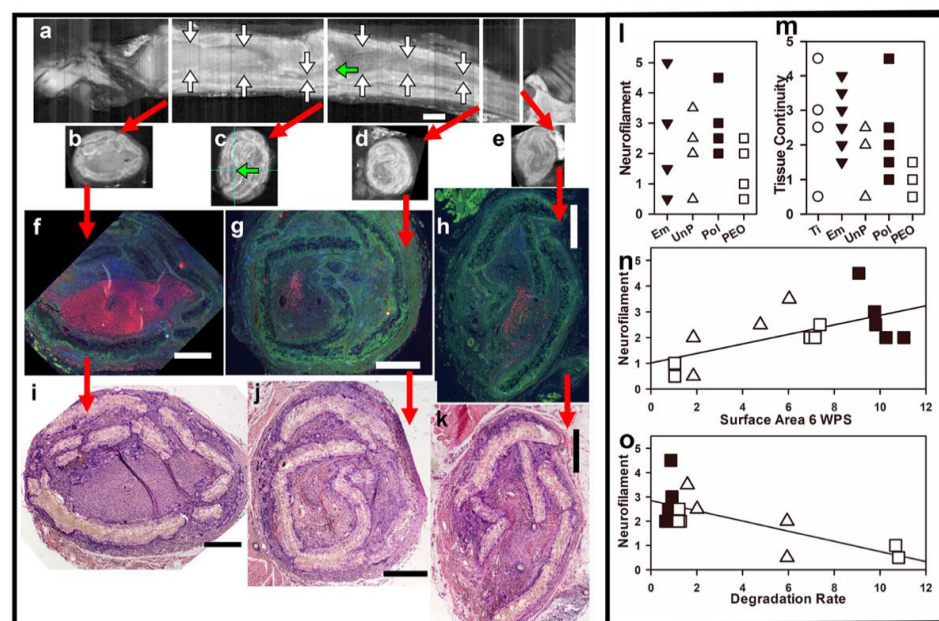 a
b
c
d
e
f
g
h
i
j
k
l
Neurofilament
5
4
3
2
1
0
Em
UnP
Pol
PEO
m
Tissue Continuity
5
4
3
2
1
0
Ti
Em
UnP
Pol
PEO
n
Neurofilament
5
4
3
2
1
0
0 2 4 6 8 10 12
Surface Area 6 WPS
o
Neurofilament
5
4
3
2
1
0
0 2 4 6 8 10 12
Degradation Rate